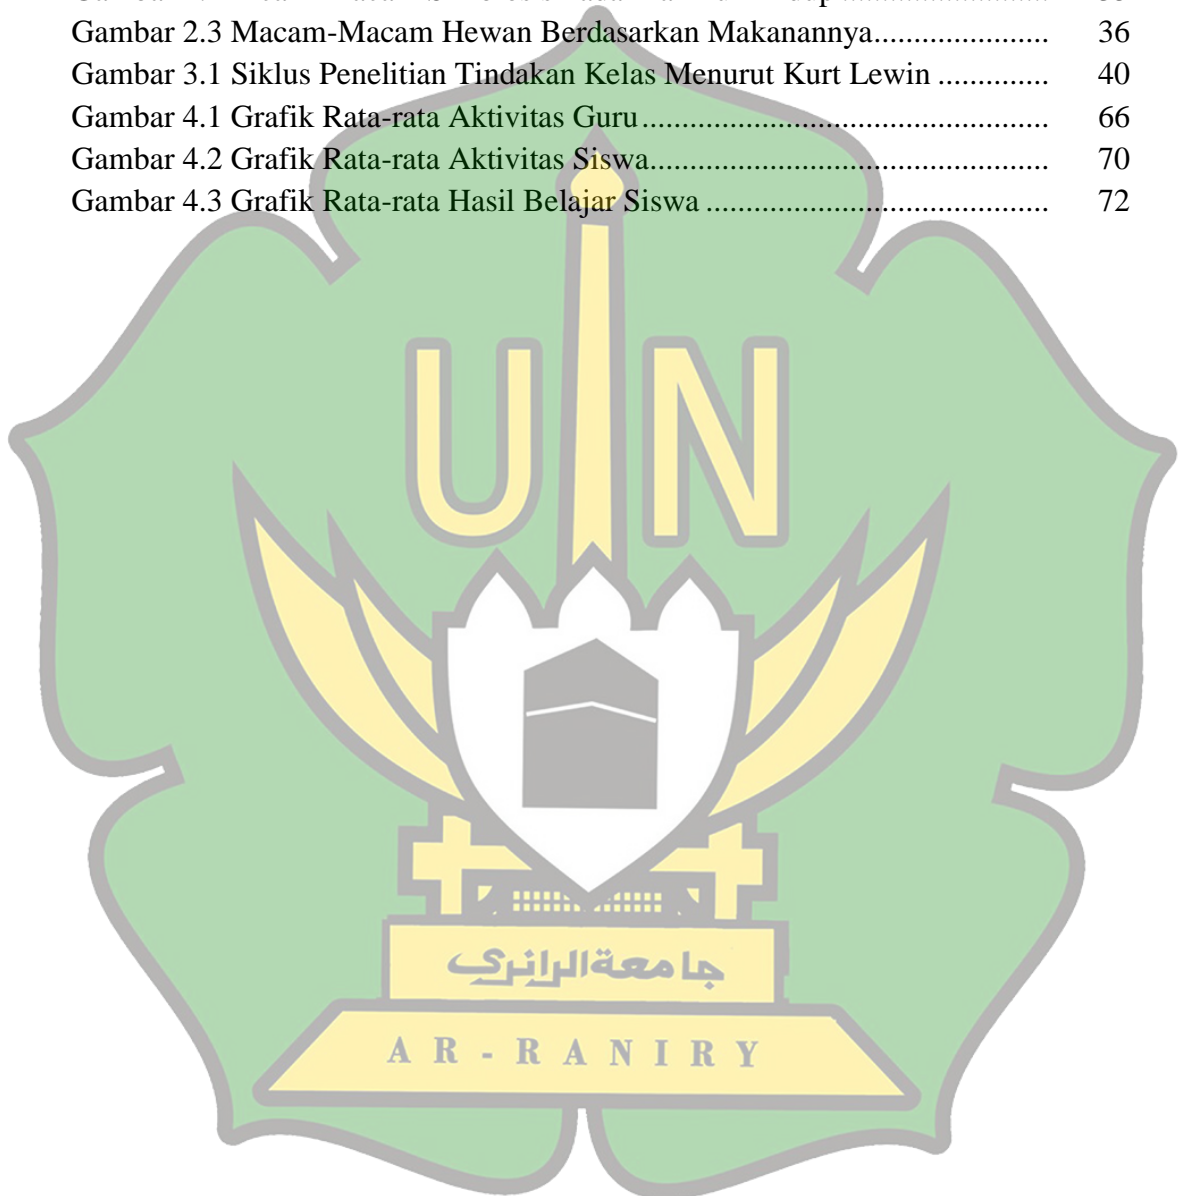 Gambar 2.3 Macam-Macam Hewan Berdasarkan Makanannya...................... 36
Gambar 3.1 Siklus Penelitian Tindakan Kelas Menurut Kurt Lewin .............. 40
Gambar 4.1 Grafik Rata-rata Aktivitas Guru................................................... 66
Gambar 4.2 Grafik Rata-rata Aktivitas Siswa.................................................. 70
Gambar 4.3 Grafik Rata-rata Hasil Belajar Siswa ........................................... 72
UIN
جامعةالرانري
AR-RANIRY